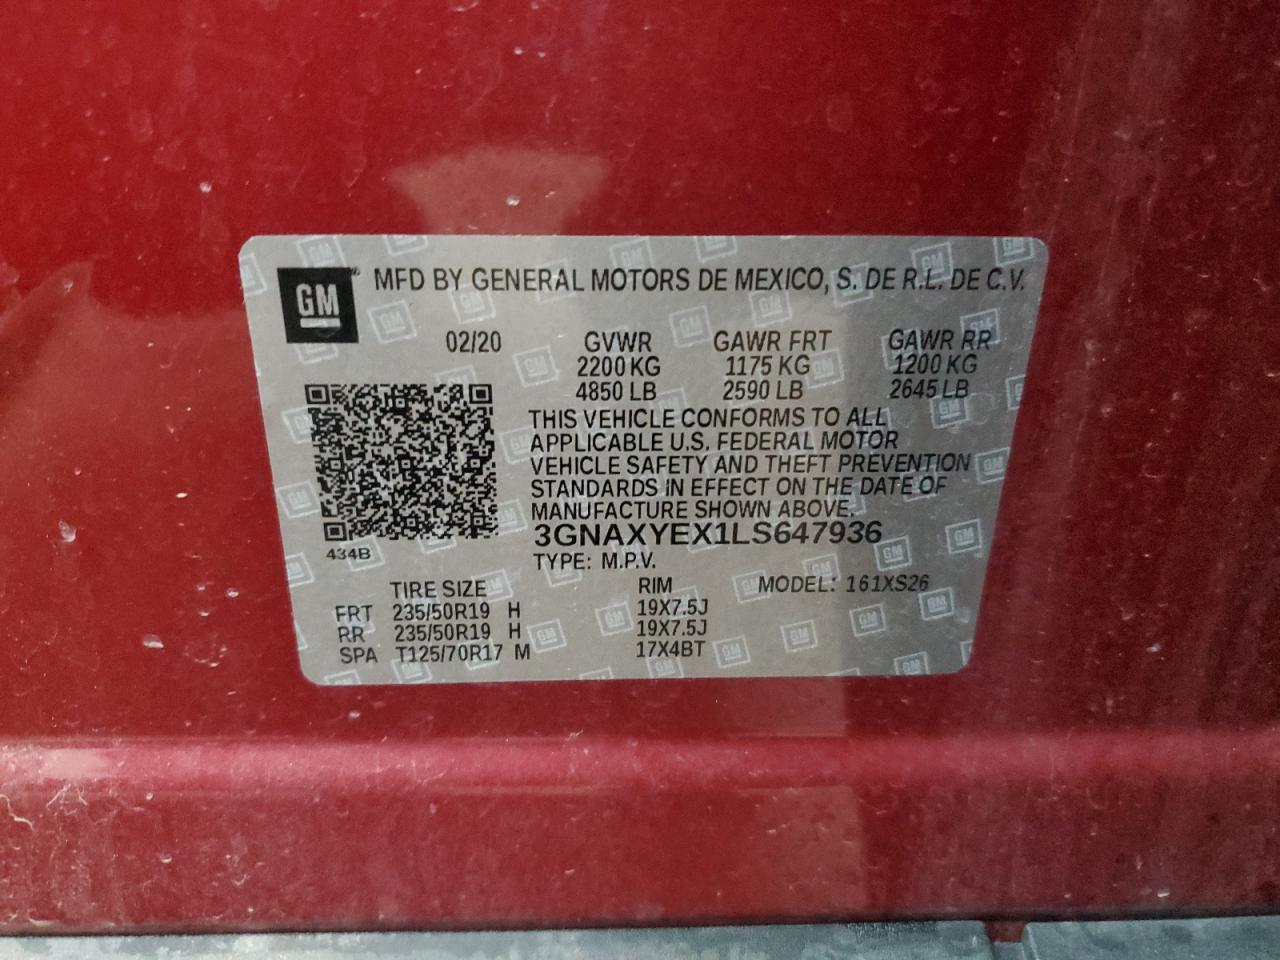 GM
MFD BY GENERAL MOTORS DE MEXICO, S. DE R.L. DE C.V.
02/20 GVWR GAWR FRT GAWR RR
2200 KG 1175 KG 1200 KG
4850 LB 2590 LB 2645 LB
THIS VEHICLE CONFORMS TO ALL
APPLICABLE U.S. FEDERAL MOTOR
VEHICLE SAFETY AND THEFT PREVENTION
STANDARDS IN EFFECT ON THE DATE OF
MANUFACTURE SHOWN ABOVE.
3GNAXYEX1LS647936
434B
TYPE: M.P.V.
TIRE SIZE RIM MODEL: 161XS26
FRT 235/50R19 H 19X7.5J
RR 235/50R19 H 19X7.5J
SPA T125/70R17 M 17X4BT